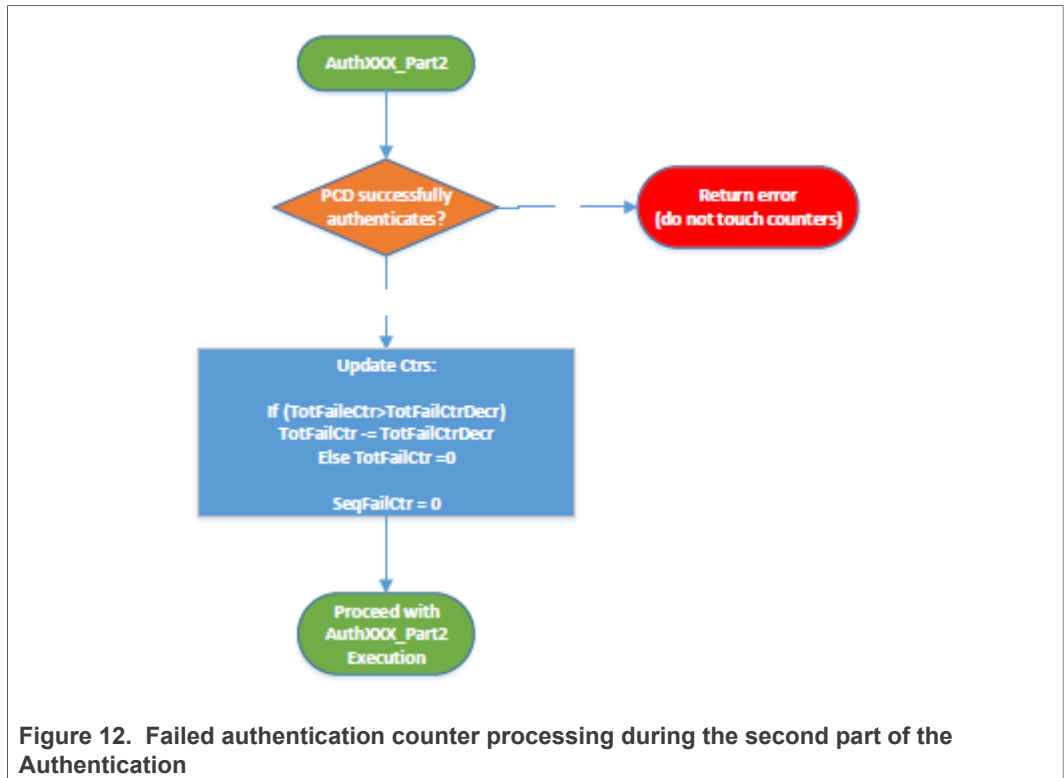 AuthXXX_Part2
PCD successfully
authenticates?
Return error
(do not touch counters)
Update Ctrs:
If (TotFaileCtr>TotFailCtrDecr)
TotFailCtr -= TotFailCtrDecr
Else TotFailCtr =0
SeqFailCtr = 0
Proceed with
AuthXXX_Part2
Execution
Figure 12. Failed authentication counter processing during the second part of the
Authentication